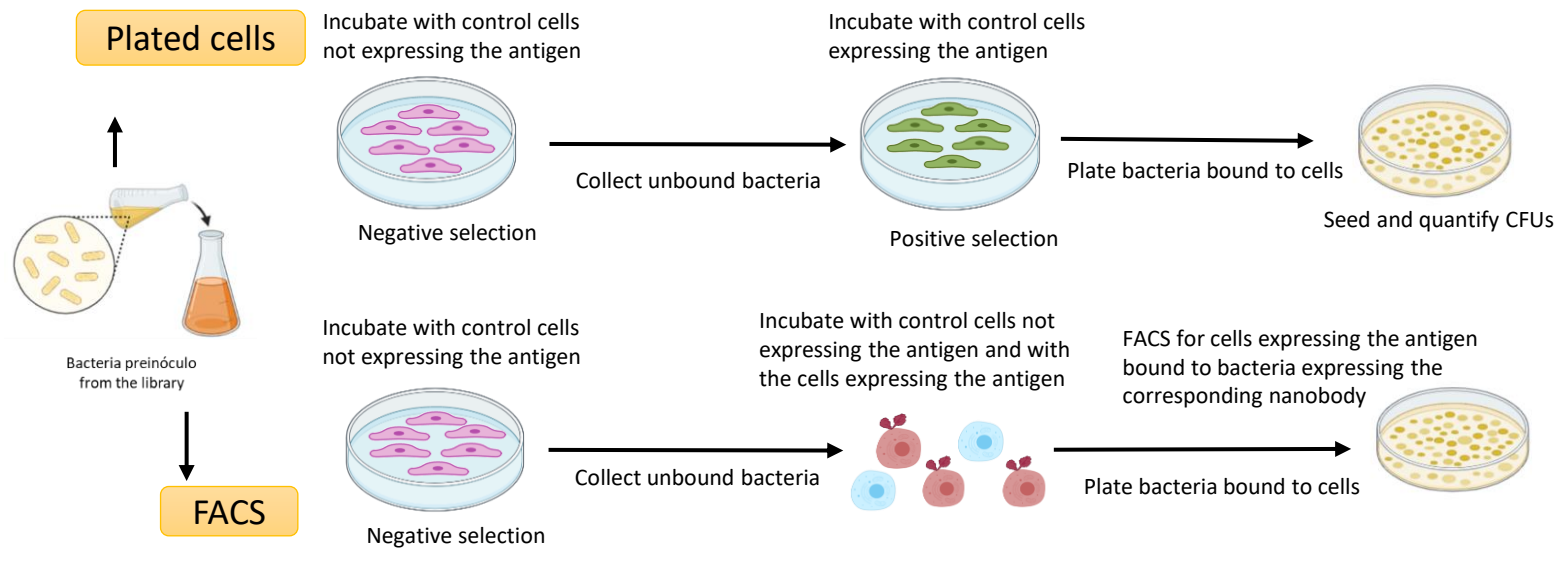 Plated cells
Incubate with control cells
not expressing the antigen
Incubate with control cells
expressing the antigen
Collect unbound bacteria
Plate bacteria bound to cells
Negative selection
Positive selection
Seed and quantify CFUs
Bacteria preinóculo
from the library
FACS
Incubate with control cells
not expressing the antigen
Incubate with control cells not
expressing the antigen and with
the cells expressing the antigen
FACS for cells expressing the antigen
bound to bacteria expressing the
corresponding nanobody
Collect unbound bacteria
Plate bacteria bound to cells
Negative selection